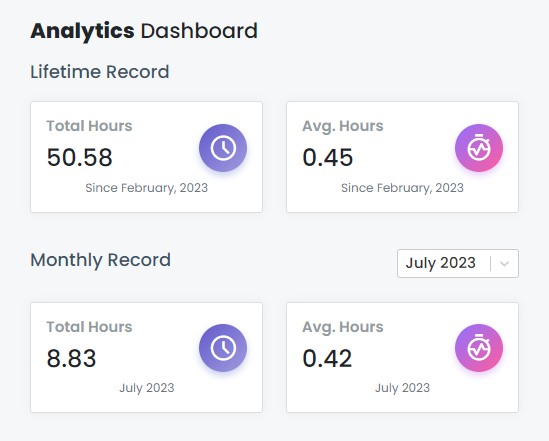 Analytics Dashboard
Lifetime Record
Total Hours
50.58
Since February, 2023
Avg. Hours
0.45
Since February, 2023
Monthly Record
July 2023
Total Hours
8.83
July 2023
Avg. Hours
0.42
July 2023